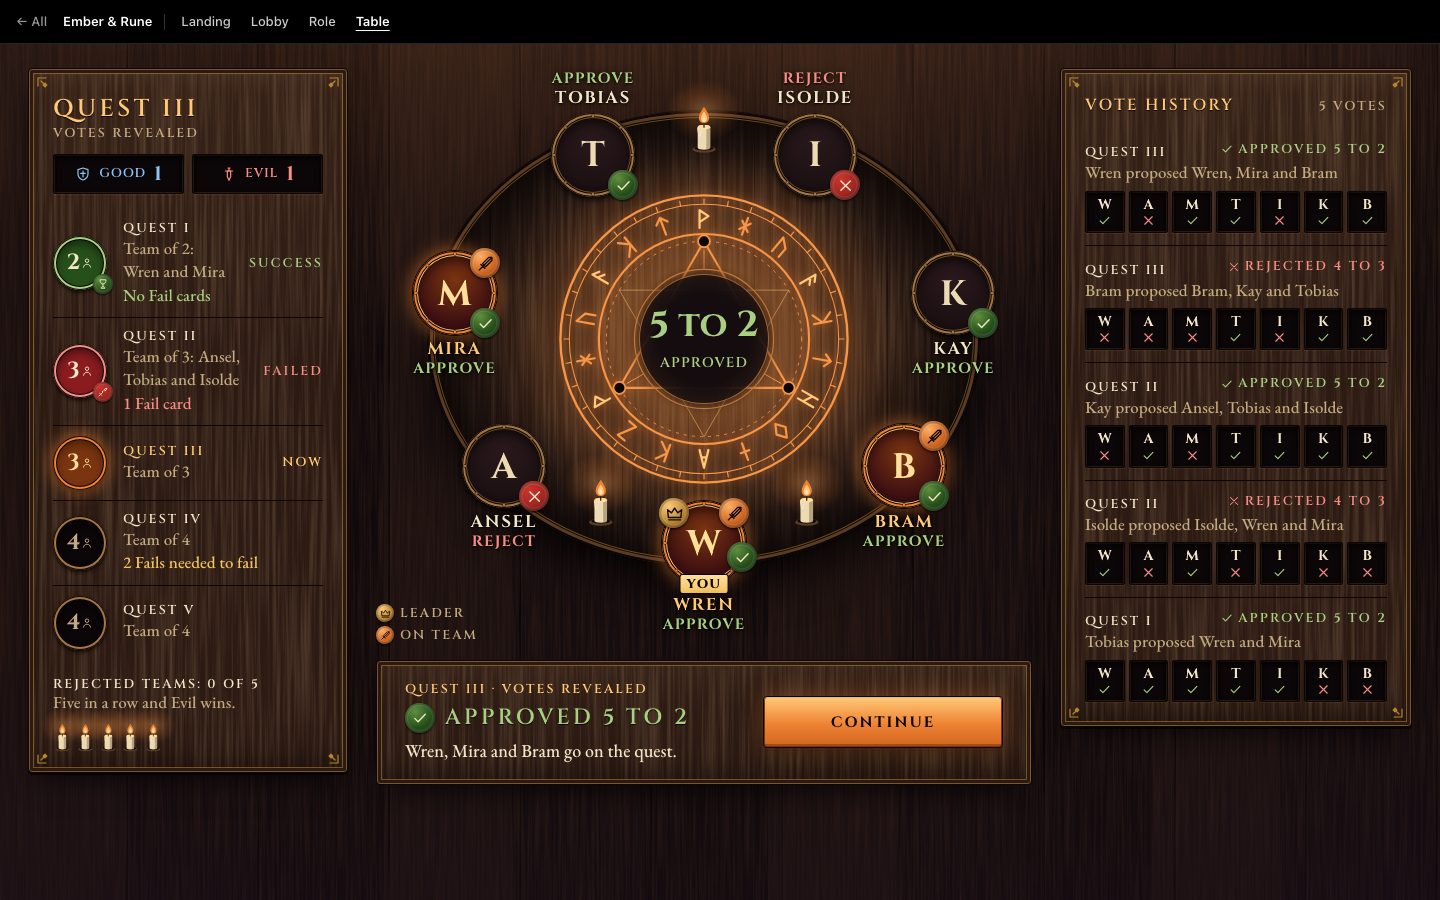 ← All Ember & Rune Landing Lobby Role Table
QUEST III
VOTES REVEALED
GOOD 1
EVIL 1
QUEST I
Team of 2:
Wren and Mira
No Fail cards
2
SUCCESS
QUEST II
Team of 3: Ansel,
Tobias and Isolde
1 Fail card
3
FAILED
QUEST III
Team of 3
3
NOW
QUEST IV
Team of 4
2 Fails needed to fail
4
QUEST V
Team of 4
4
REJECTED TEAMS: 0 OF 5
Five in a row and Evil wins.
APPROVE
TOBIAS
T
REJECT
ISOLDE
I
M
MIRA
APPROVE
K
KAY
APPROVE
5 TO 2
APPROVED
A
ANSEL
REJECT
B
BRAM
APPROVE
W
YOU
WREN
APPROVE
LEADER
ON TEAM
QUEST III · VOTES REVEALED
APPROVED 5 TO 2
Wren, Mira and Bram go on the quest.
CONTINUE
VOTE HISTORY 5 VOTES
QUEST III APPROVED 5 TO 2
Wren proposed Wren, Mira and Bram
W A M T I K B
QUEST III REJECTED 4 TO 3
Bram proposed Bram, Kay and Tobias
W A M T I K B
QUEST II APPROVED 5 TO 2
Kay proposed Ansel, Tobias and Isolde
W A M T I K B
QUEST II REJECTED 4 TO 3
Isolde proposed Isolde, Wren and Mira
W A M T I K B
QUEST I APPROVED 5 TO 2
Tobias proposed Wren and Mira
W A M T I K B